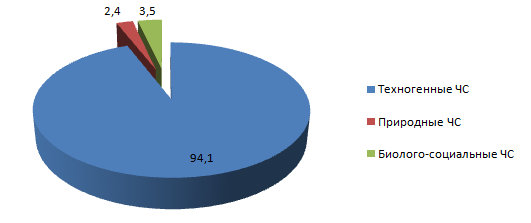 2,4
3,5
94,1
Техногенные ЧС
Природные ЧС
Биолого-социальные ЧС